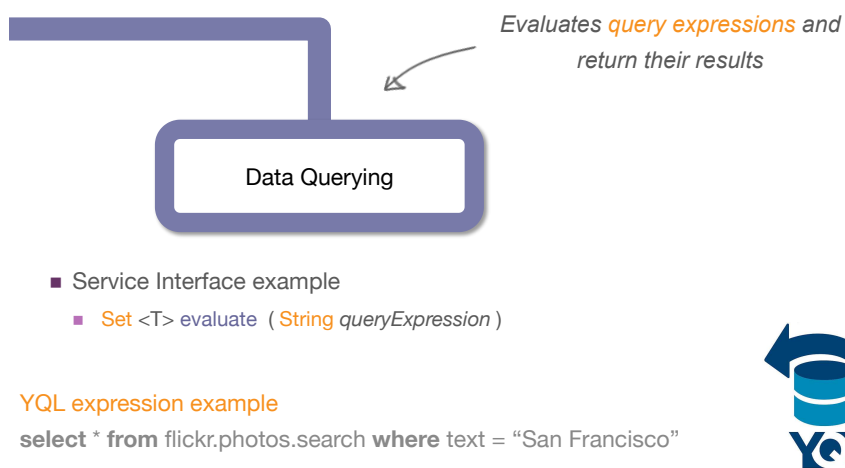 Evaluates query expressions and
return their results
Data Querying
Service Interface example
Set <T> evaluate ( String queryExpression )
YQL expression example
select * from flickr.photos.search where text = “San Francisco”